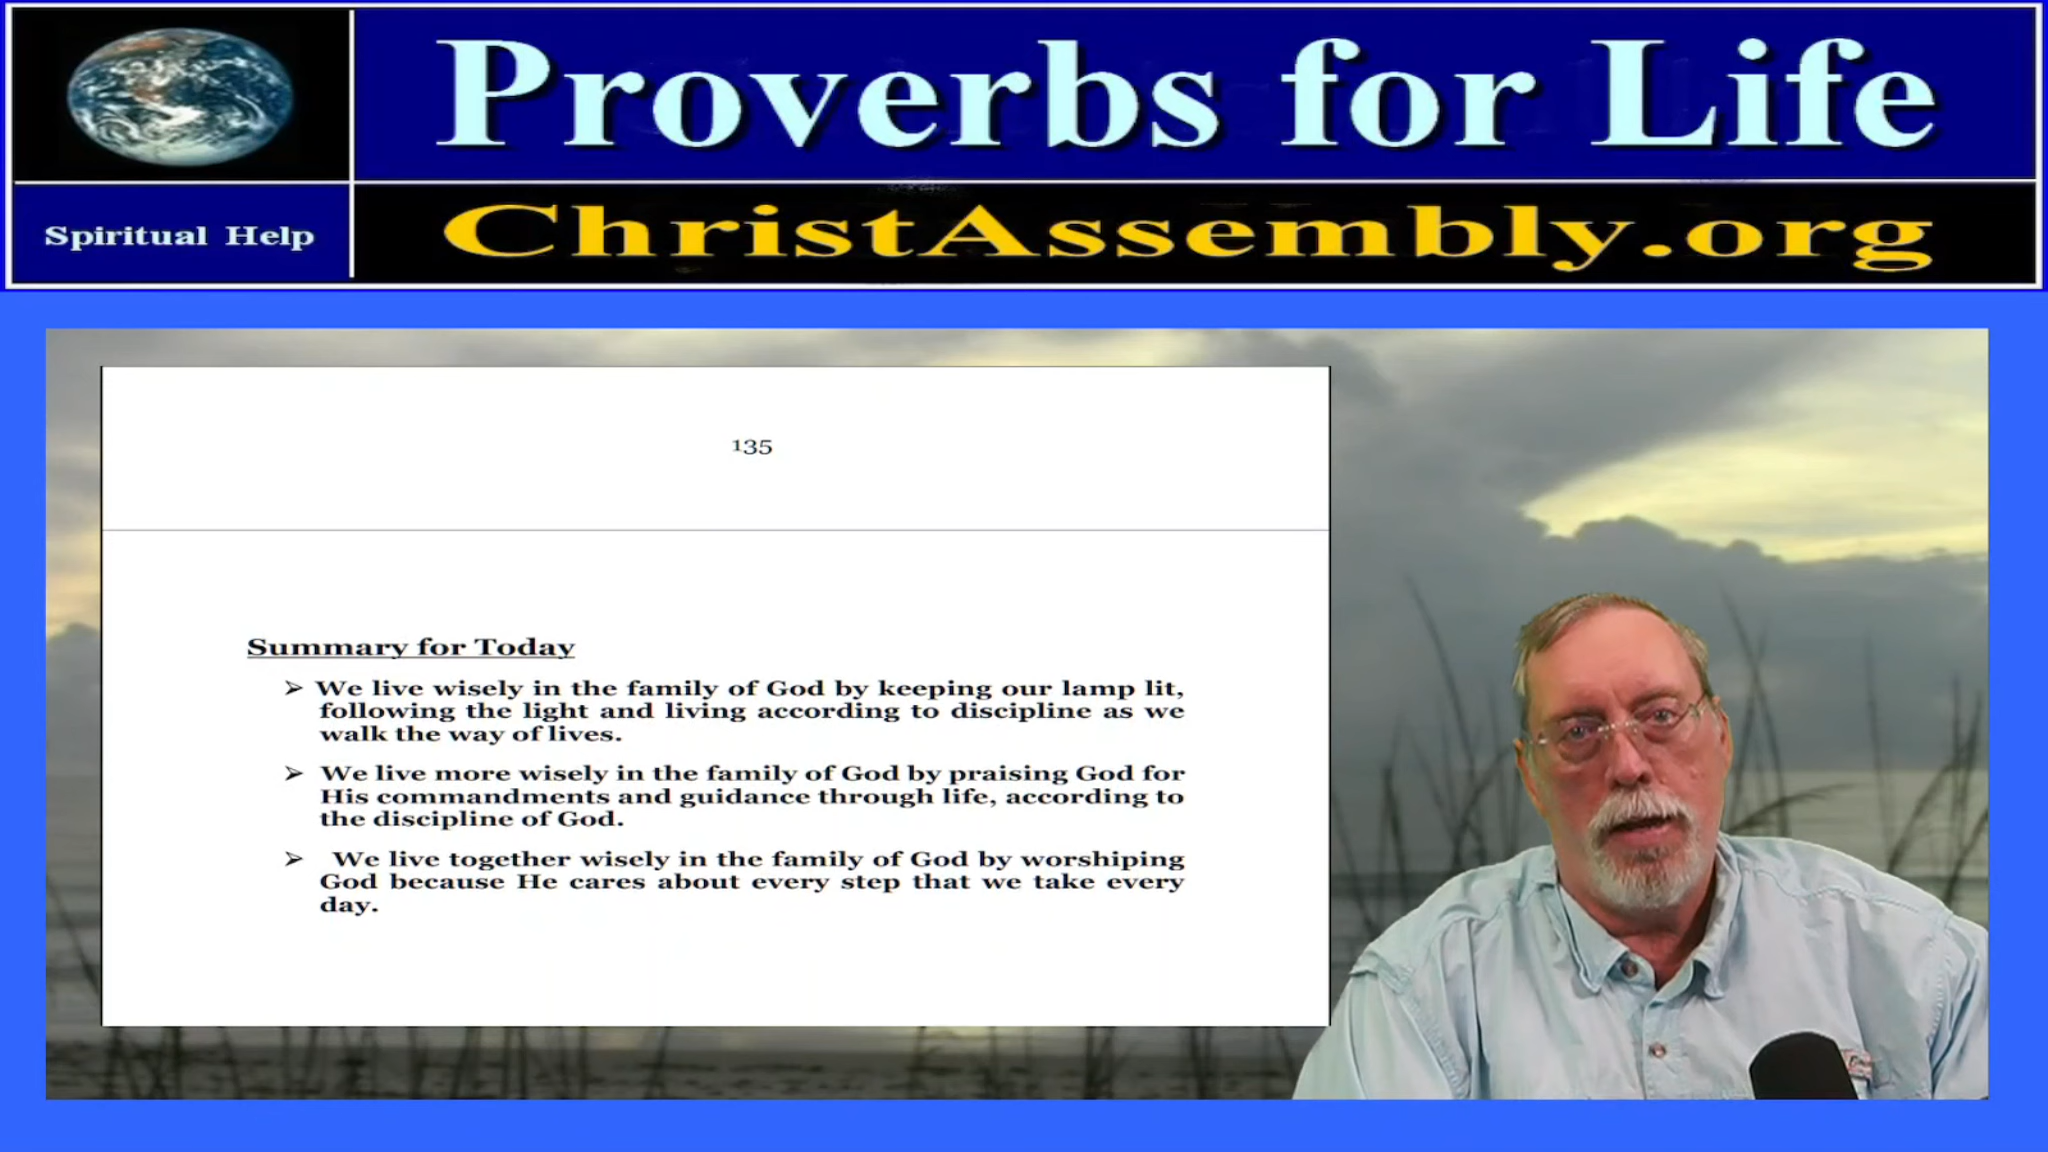 Proverbs for Life
Spiritual Help
ChristAssembly.org
135
Summary for Today
➢ We live wisely in the family of God by keeping our lamp lit,
following the light and living according to discipline as we
walk the way of lives.
➢ We live more wisely in the family of God by praising God for
His commandments and guidance through life, according to
the discipline of God.
➢ We live together wisely in the family of God by worshiping
God because He cares about every step that we take every
day.